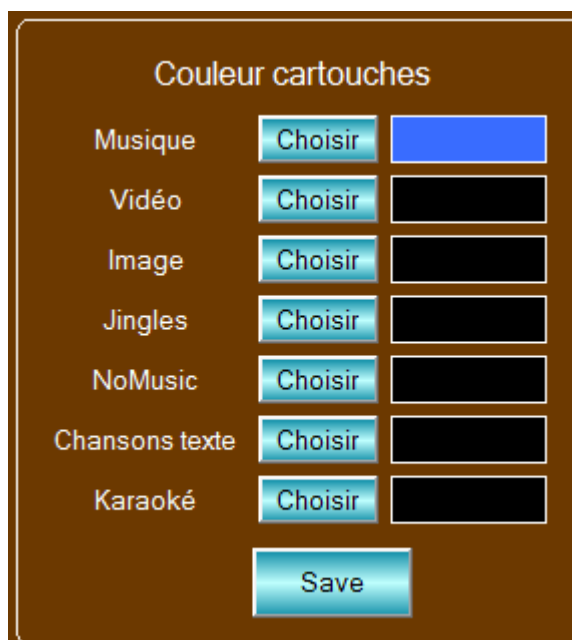 Couleur cartouches
Musique Choisir
Vidéo Choisir
Image Choisir
Jingles Choisir
NoMusic Choisir
Chansons texte Choisir
Karaoké Choisir
Save